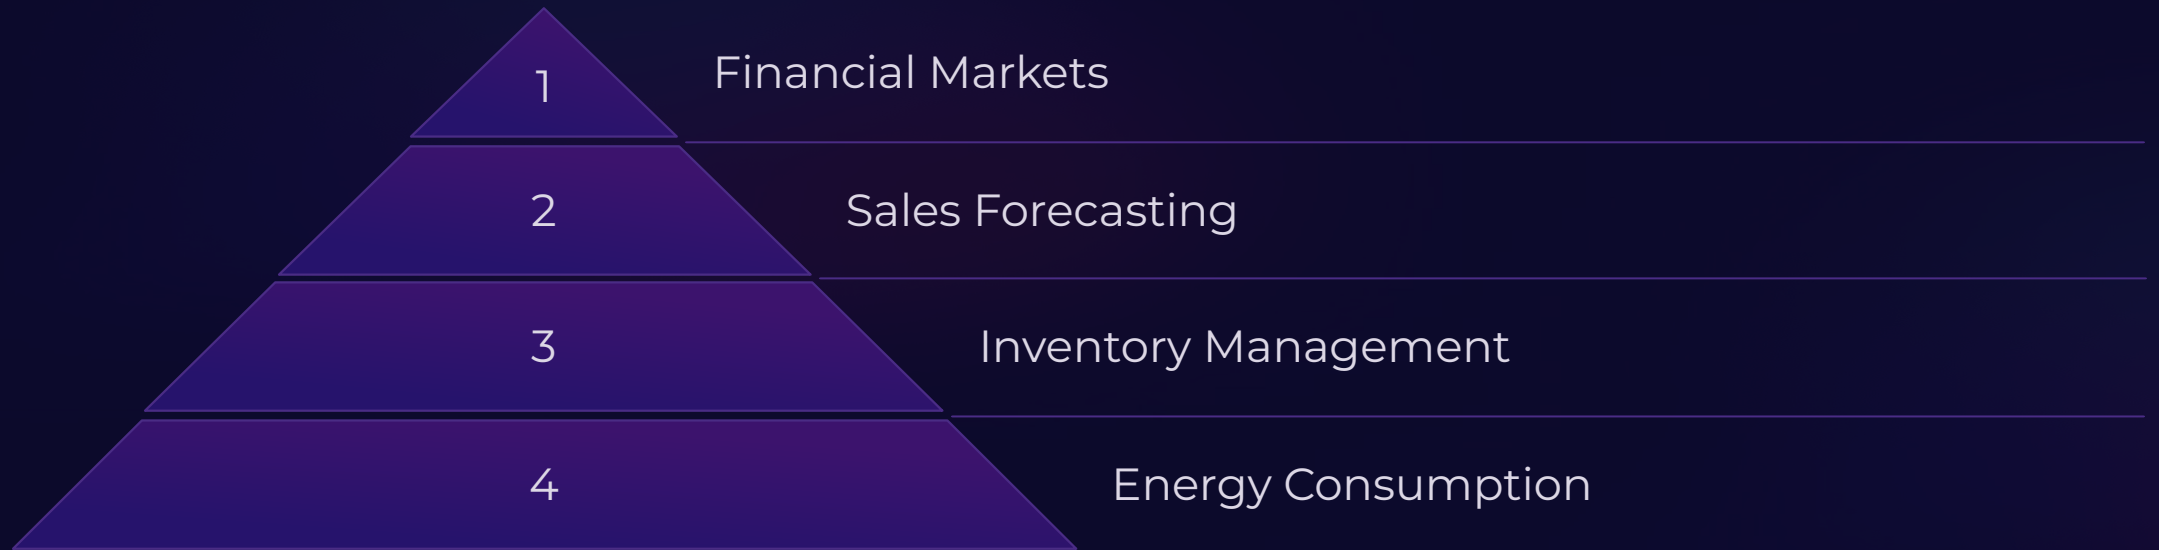 1
Financial Markets
2
Sales Forecasting
3
Inventory Management
4
Energy Consumption